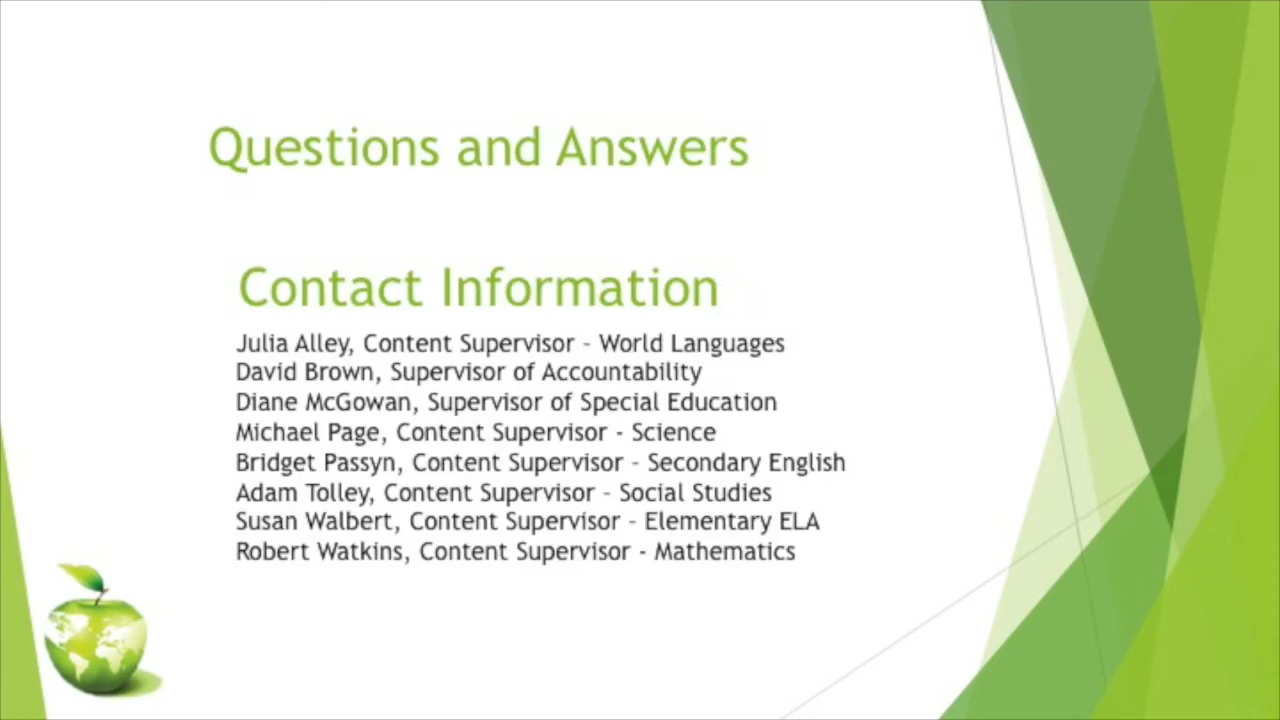 Questions and Answers
Contact Information
Julia Alley, Content Supervisor – World Languages
David Brown, Supervisor of Accountability
Diane McGowan, Supervisor of Special Education
Michael Page, Content Supervisor - Science
Bridget Passyn, Content Supervisor – Secondary English
Adam Tolley, Content Supervisor – Social Studies
Susan Walbert, Content Supervisor – Elementary ELA
Robert Watkins, Content Supervisor - Mathematics